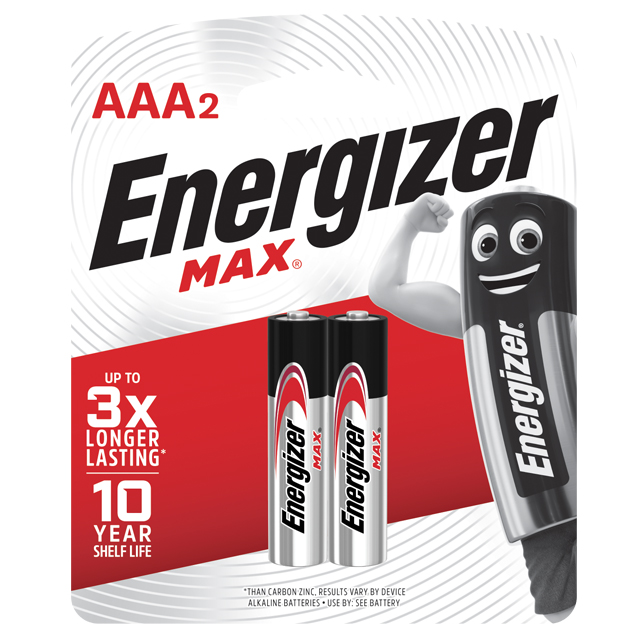 AAA2
Energizer
MAX®
UP TO
3x
LONGER
LASTING*
10
YEAR
SHELF LIFE
Energizer MAX
Energizer MAX
Energizer®
*THAN CARBON ZINC, RESULTS VARY BY DEVICE
ALKALINE BATTERIES • USE BY: SEE BATTERY